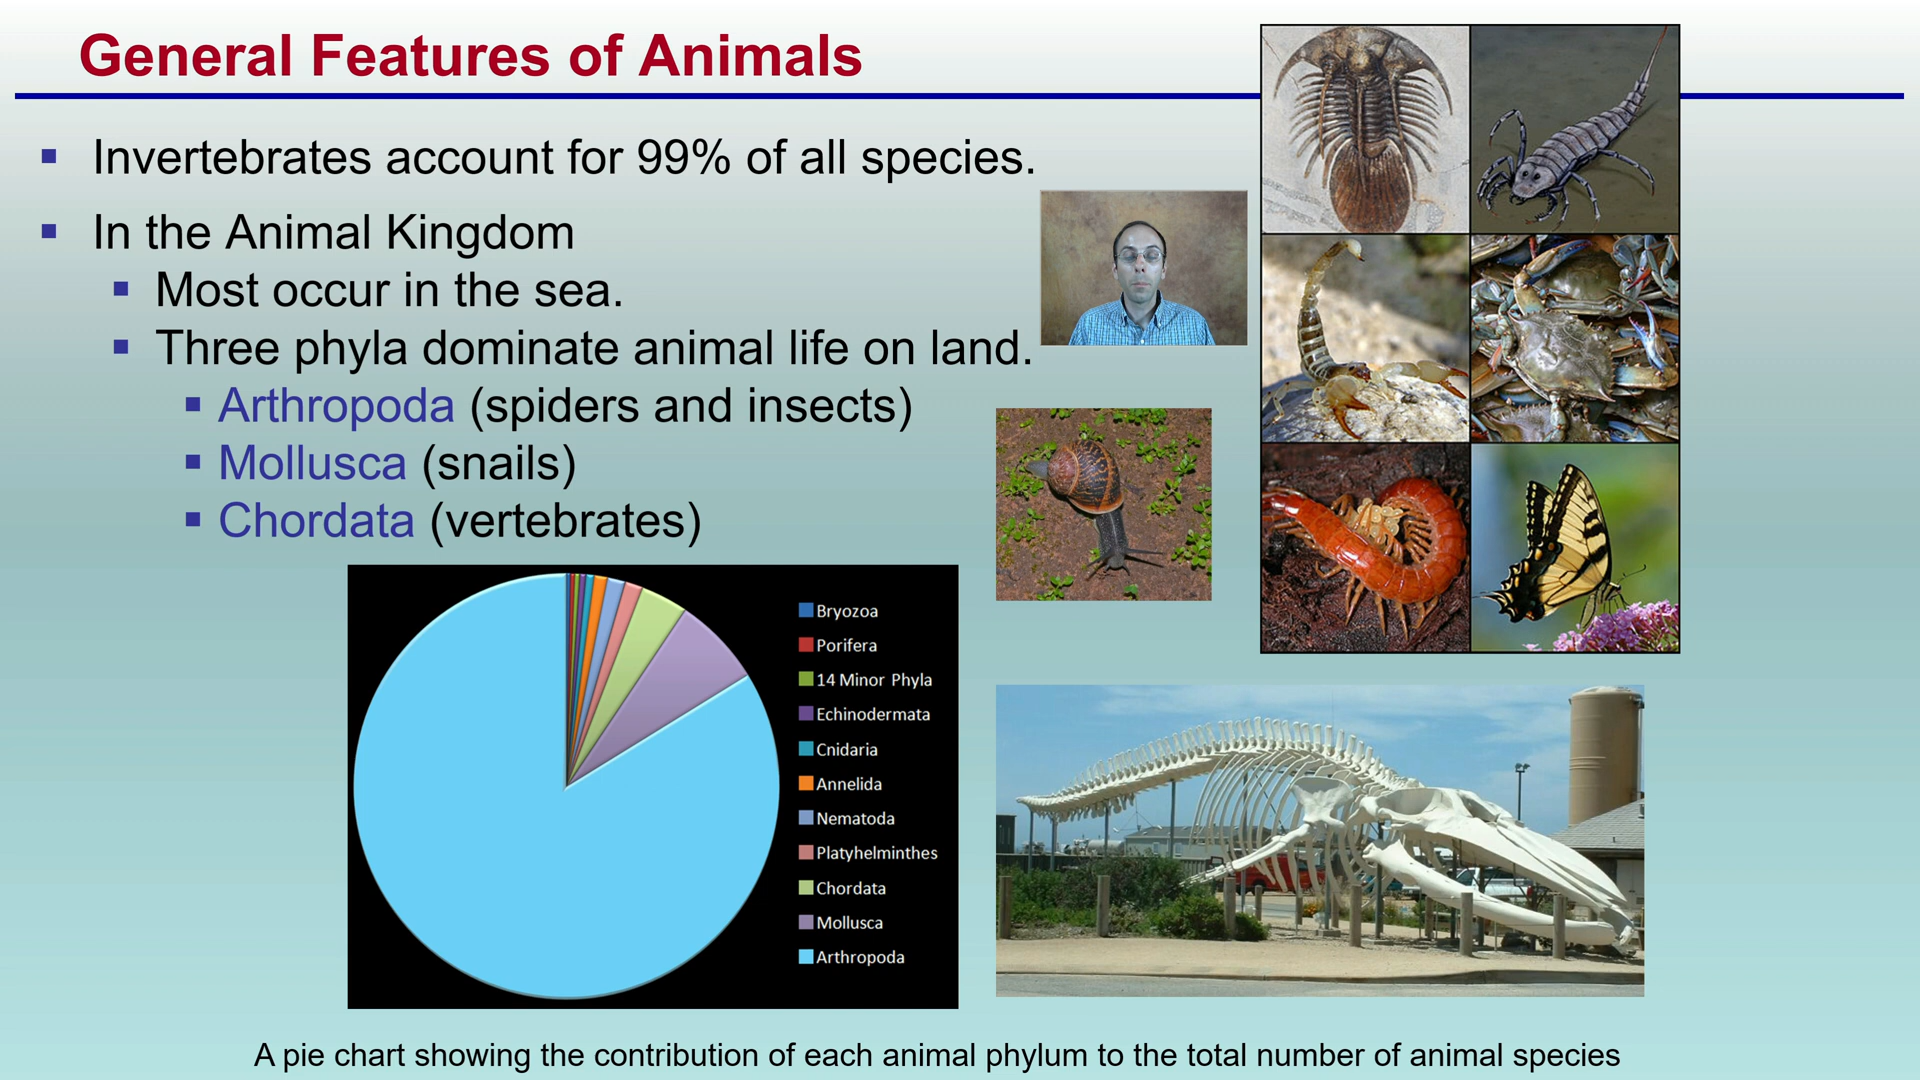 General Features of Animals
Invertebrates account for 99% of all species.
In the Animal Kingdom
Most occur in the sea.
Three phyla dominate animal life on land.
Arthropoda (spiders and insects)
Mollusca (snails)
Chordata (vertebrates)
Bryozoa
Porifera
14 Minor Phyla
Echinodermata
Cnidaria
Annelida
Nematoda
Platyhelminthes
Chordata
Mollusca
Arthropoda
A pie chart showing the contribution of each animal phylum to the total number of animal species